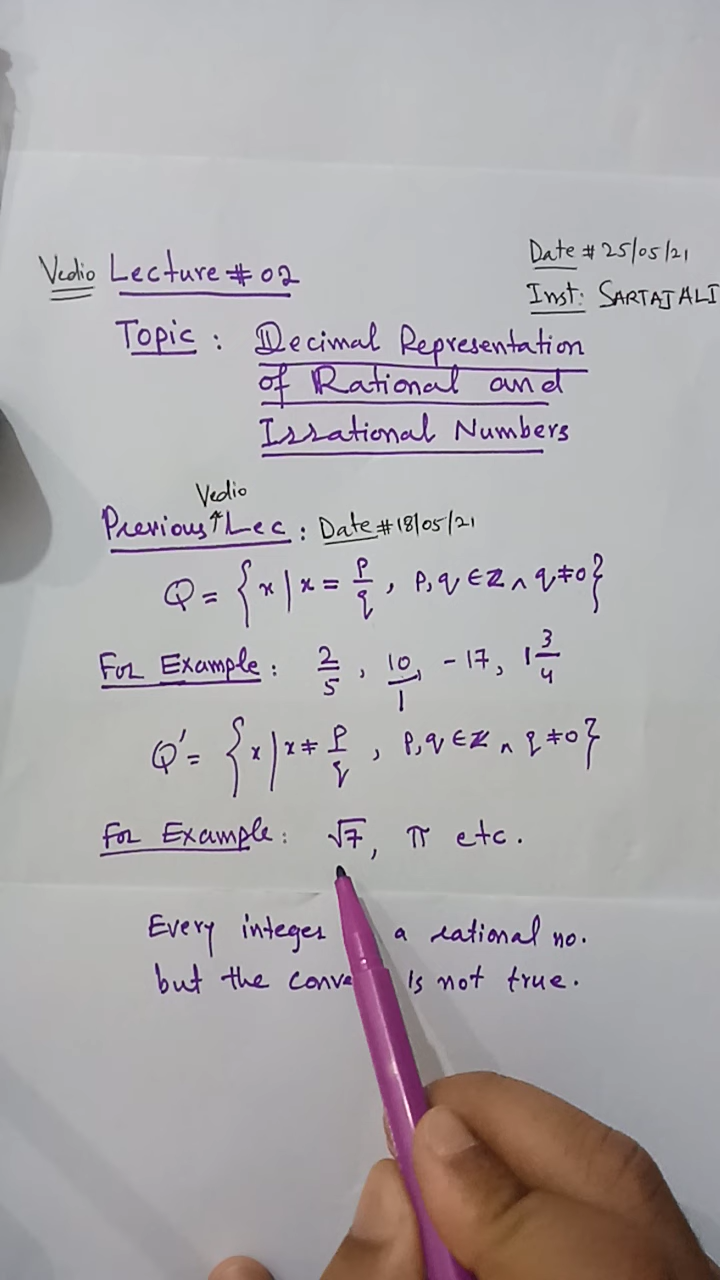 Vedio Lecture # 02
Date # 25/05/21
Inst: SARTAJ ALI
Topic: Decimal Representation
of Rational and
Irrational Numbers
Vedio
Previous ↑ Lec: Date # 18/05/21
Q = {x | x = p/q, p,q ∈ Z ∧ q ≠ 0}
For Example: 2/5, 10/1, -17, 1 3/4
Q' = {x | x ≠ p/q, p,q ∈ Z ∧ q ≠ 0}
For Example: √7, π etc.
Every integer a rational no.
but the is not true.